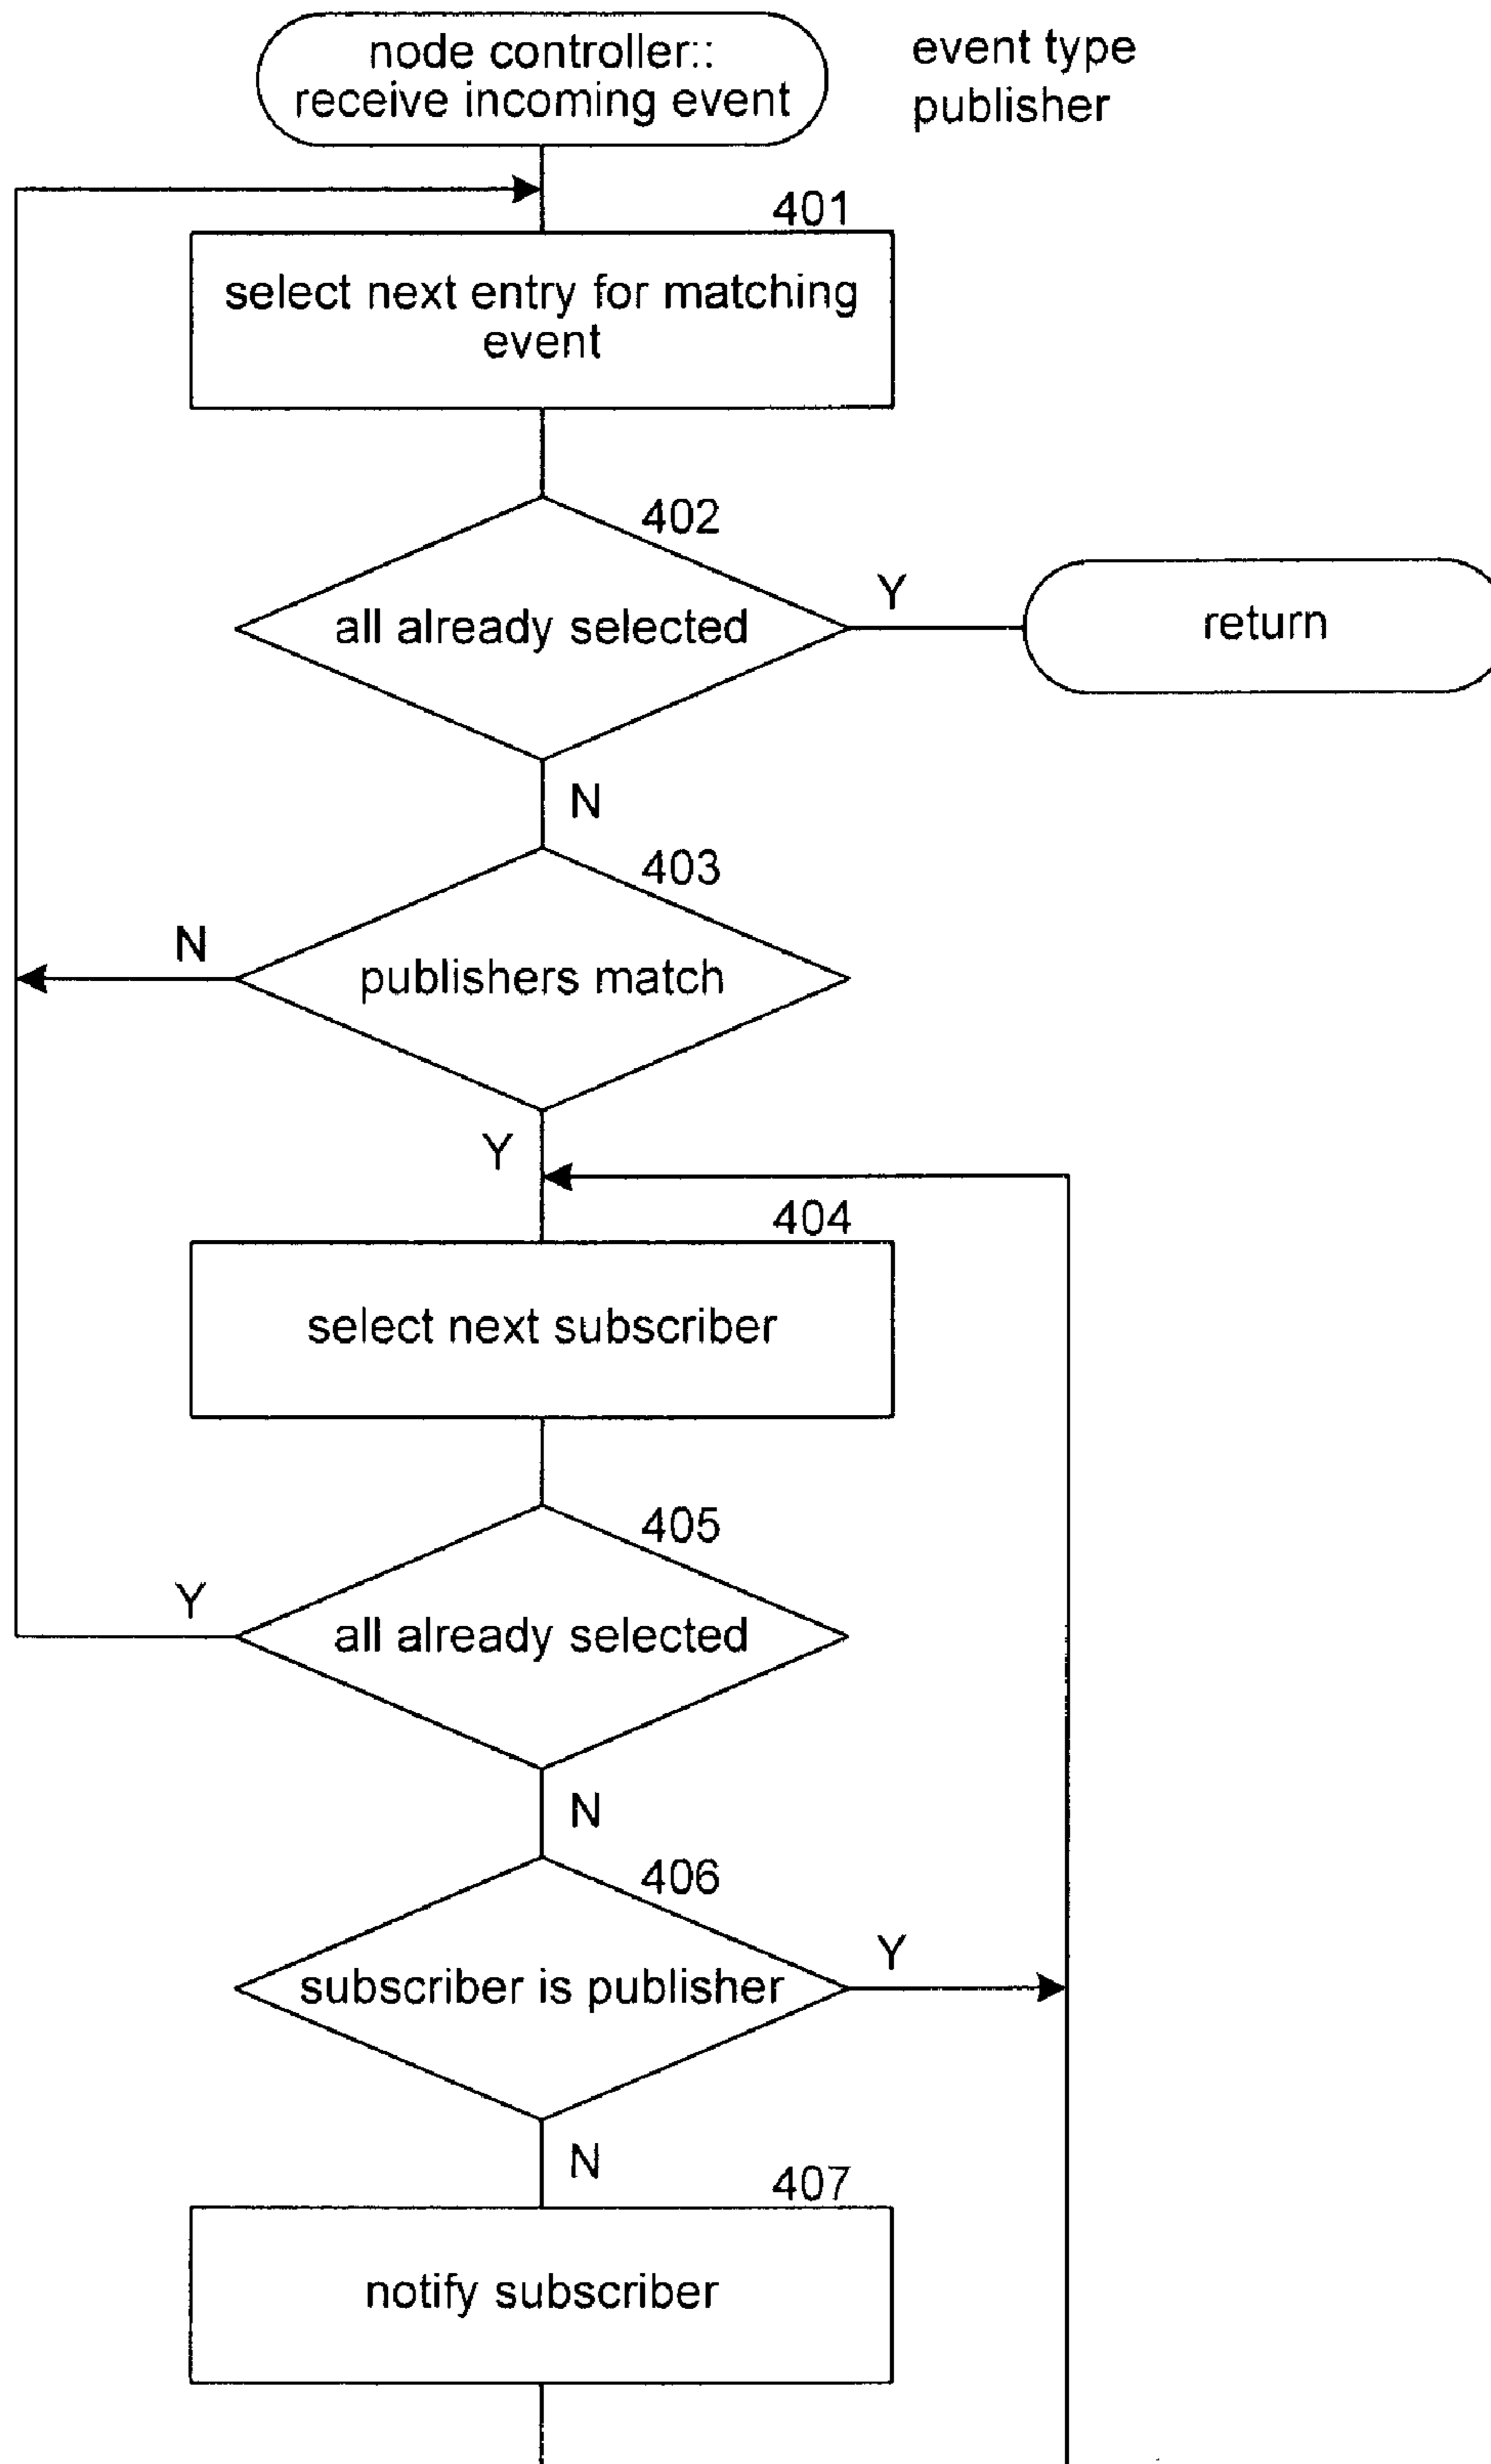 node controller::
receive incoming event
event type
publisher
401
select next entry for matching
event
402
all already selected
Y
return
N
403
publishers match
N
Y
404
select next subscriber
405
all already selected
Y
N
406
subscriber is publisher
Y
N
407
notify subscriber